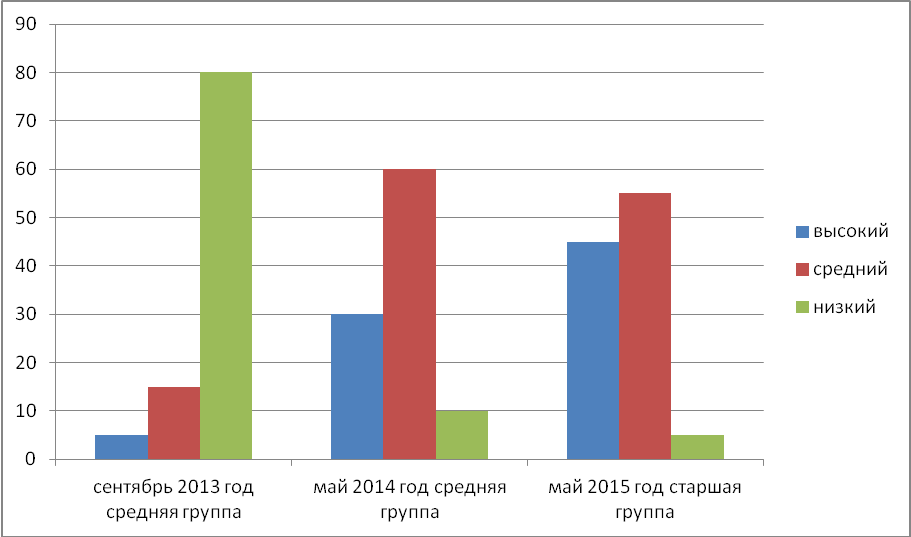 90
80
70
60
50
40
30
20
10
0
высокий
средний
низкий
сентябрь 2013 год
средняя группа
май 2014 год средняя
группа
май 2015 год старшая
группа